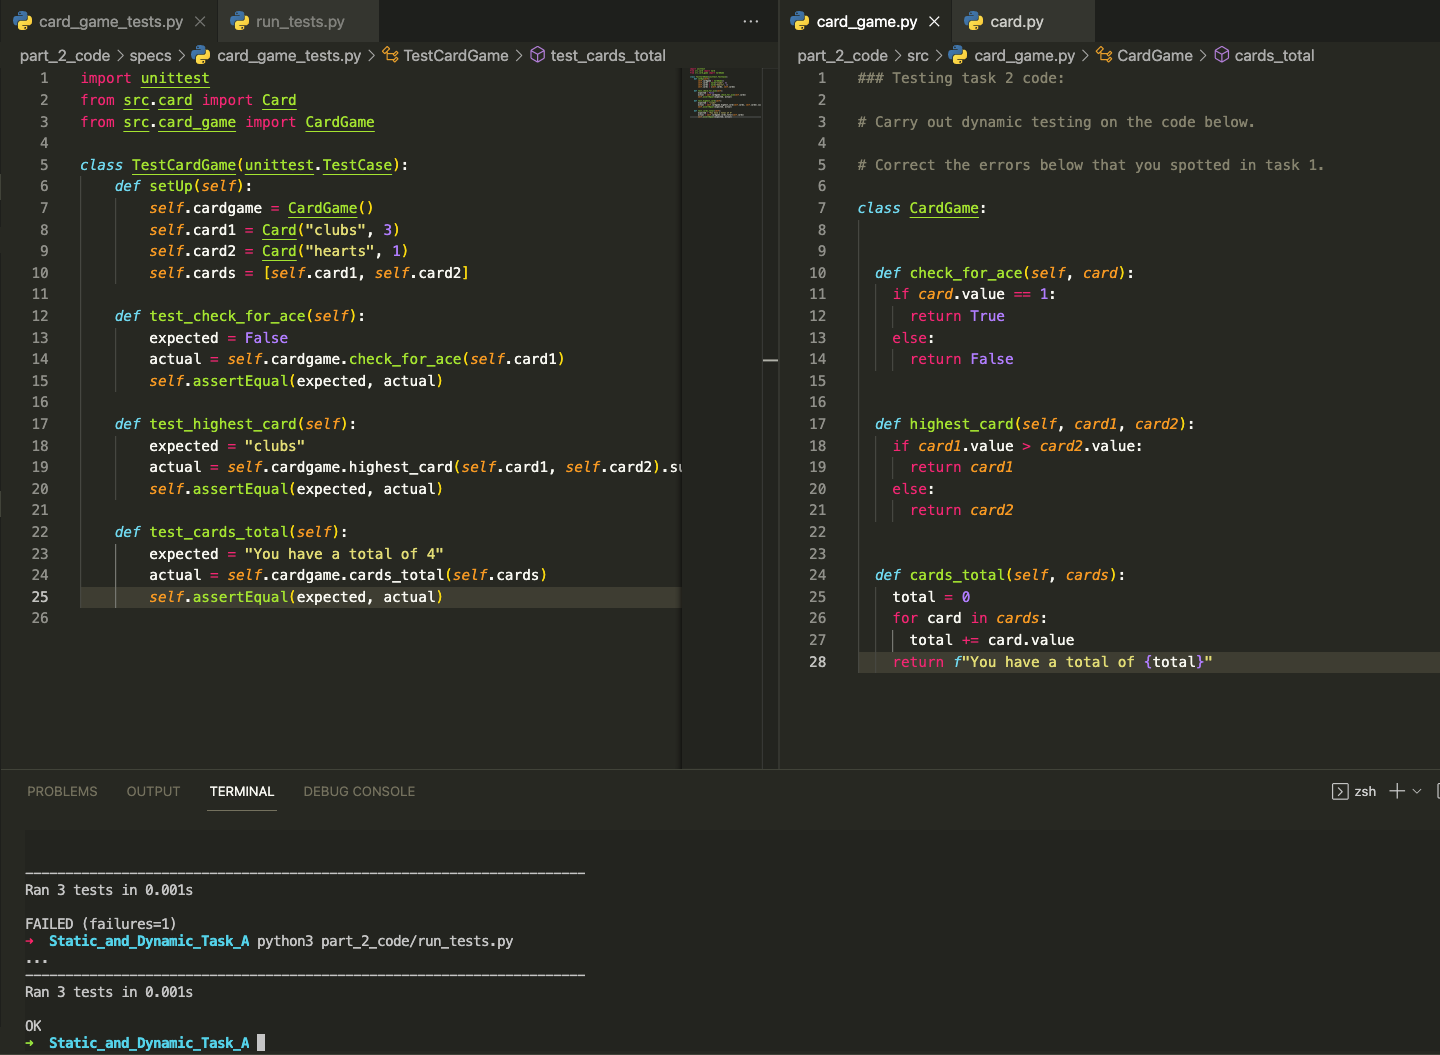 card_game_tests.py
run_tests.py
part_2_code > specs > card_game_tests.py > TestCardGame > test_cards_total
1 import unittest
2 from src.card import Card
3 from src.card_game import CardGame
4
5 class TestCardGame(unittest.TestCase):
6 def setUp(self):
7 self.cardgame = CardGame()
8 self.card1 = Card("clubs", 3)
9 self.card2 = Card("hearts", 1)
10 self.cards = [self.card1, self.card2]
11
12 def test_check_for_ace(self):
13 expected = False
14 actual = self.cardgame.check_for_ace(self.card1)
15 self.assertEqual(expected, actual)
16
17 def test_highest_card(self):
18 expected = "clubs"
19 actual = self.cardgame.highest_card(self.card1, self.card2).su
20 self.assertEqual(expected, actual)
21
22 def test_cards_total(self):
23 expected = "You have a total of 4"
24 actual = self.cardgame.cards_total(self.cards)
25 self.assertEqual(expected, actual)
26
card_game.py
card.py
part_2_code > src > card_game.py > CardGame > cards_total
1 ### Testing task 2 code:
2
3 # Carry out dynamic testing on the code below.
4
5 # Correct the errors below that you spotted in task 1.
6
7 class CardGame:
8
9
10 def check_for_ace(self, card):
11 if card.value == 1:
12 return True
13 else:
14 return False
15
16
17 def highest_card(self, card1, card2):
18 if card1.value > card2.value:
19 return card1
20 else:
21 return card2
22
23
24 def cards_total(self, cards):
25 total = 0
26 for card in cards:
27 total += card.value
28 return f"You have a total of {total}"
PROBLEMS OUTPUT TERMINAL DEBUG CONSOLE
zsh
----------------------------------------------------------------------
Ran 3 tests in 0.001s
FAILED (failures=1)
→ Static_and_Dynamic_Task_A python3 part_2_code/run_tests.py
...
----------------------------------------------------------------------
Ran 3 tests in 0.001s
OK
→ Static_and_Dynamic_Task_A